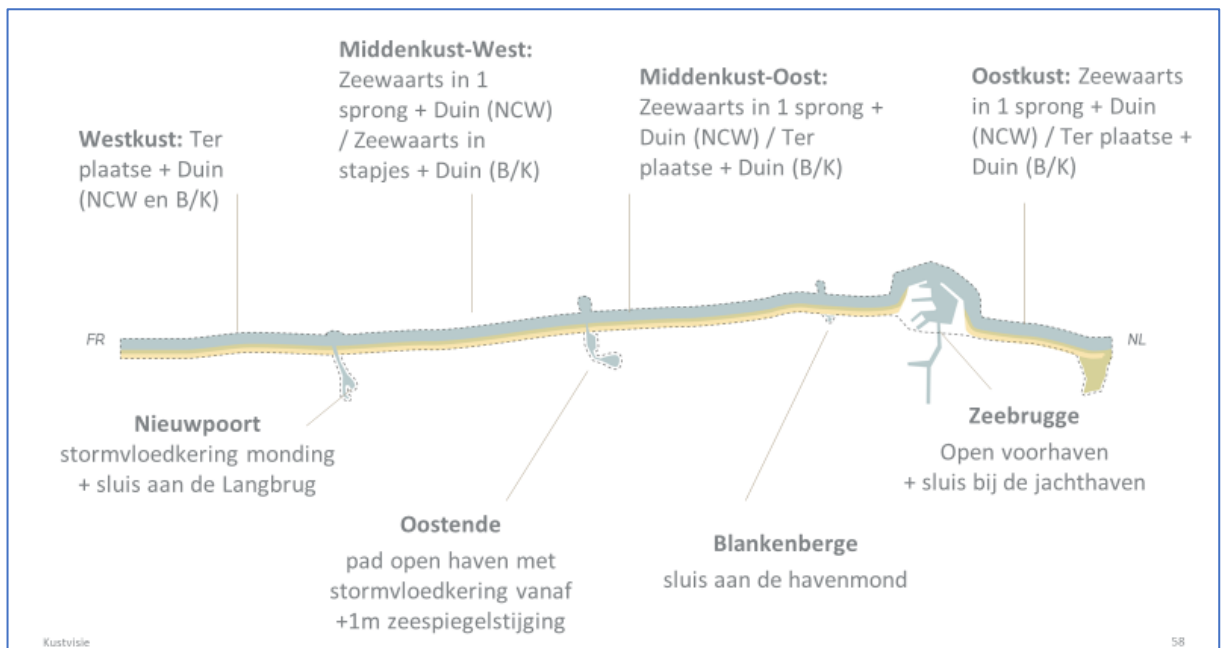 Middenkust-West:
Zeewaarts in 1
sprong + Duin (NCW)
/ Zeewaarts in
stapjes + Duin (B/K)
Middenkust-Oost:
Zeewaarts in 1 sprong +
Duin (NCW) / Ter
plaatse + Duin (B/K)
Oostkust: Zeewaarts
in 1 sprong + Duin
(NCW) / Ter plaatse +
Duin (B/K)
Westkust: Ter
plaatse + Duin
(NCW en B/K)
FR
NL
Nieuwpoort
stormvloedkering monding
+ sluis aan de Langbrug
Oostende
pad open haven met
stormvloedkering vanaf
+1m zeespiegelstijging
Blankenberge
sluis aan de havenmond
Zeebrugge
Open voorhaven
+ sluis bij de jachthaven
Kustvisie
58